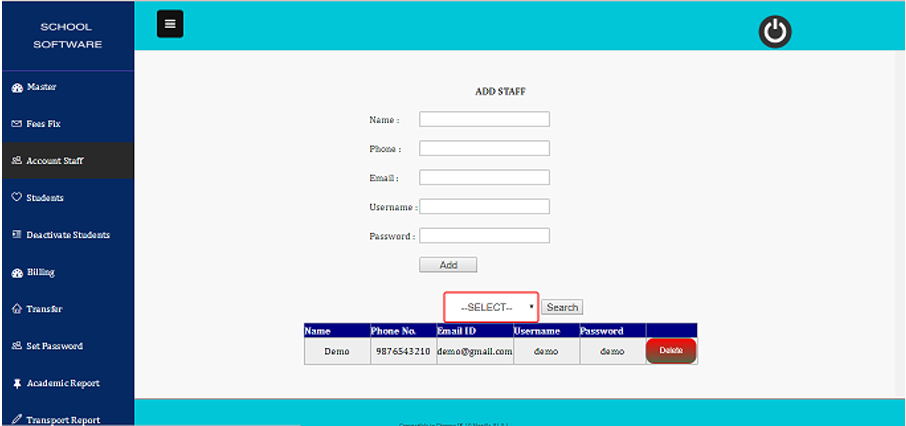 SCHOOL
SOFTWARE
Master
Fees Fix
Account Staff
Students
Deactivate Students
Billing
Transfer
Set Password
Academic Report
Transport Report
ADD STAFF
Name :
Phone :
Email :
Username :
Password :
Add
--SELECT--
Search
Name Phone No. Email ID Username Password
Demo 9876543210 demo@gmail.com demo demo Delete